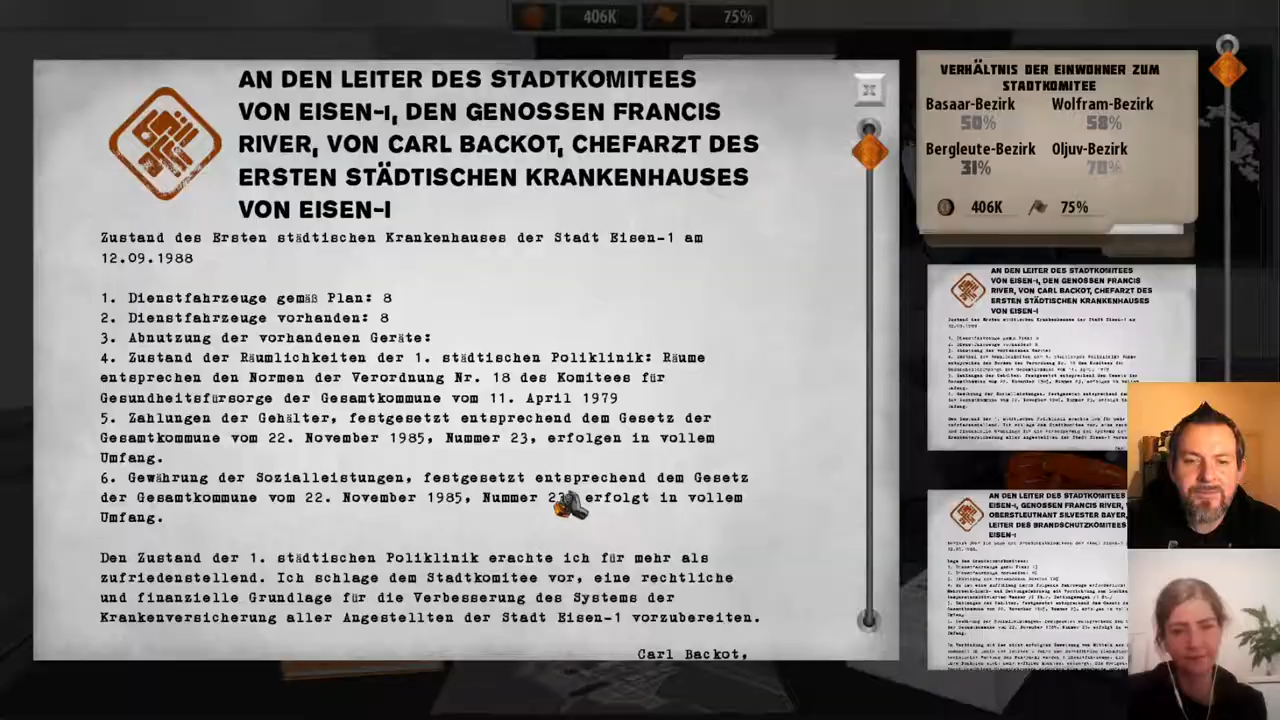 406K 75%
AN DEN LEITER DES STADTKOMITEES
VON EISEN-1, DEN GENOSSEN FRANCIS
RIVER, VON CARL BACKOT, CHEFARZT DES
ERSTEN STÄDTISCHEN KRANKENHAUSES
VON EISEN-1
Zustand des Ersten städtischen Krankenhauses der Stadt Eisen-1 am
12.09.1988
1. Dienstfahrzeuge gemäß Plan: 8
2. Dienstfahrzeuge vorhanden: 8
3. Abnutzung der vorhandenen Geräte:
4. Zustand der Räumlichkeiten der 1. städtischen Poliklinik: Räume
entsprechen den Normen der Verordnung Nr. 18 des Komitees für
Gesundheitsfürsorge der Gesamtkommune vom 11. April 1979
5. Zahlungen der Gehälter, festgesetzt entsprechend dem Gesetz der
Gesamtkommune vom 22. November 1985, Nummer 23, erfolgen in vollem
Umfang.
6. Gewährung der Sozialleistungen, festgesetzt entsprechend dem Gesetz
der Gesamtkommune vom 22. November 1985, Nummer 23 erfolgt in vollem
Umfang.
Den Zustand der 1. städtischen Poliklinik erachte ich für mehr als
zufriedenstellend. Ich schlage dem Stadtkomitee vor, eine rechtliche
und finanzielle Grundlage für die Verbesserung des Systems der
Krankenversicherung aller Angestellten der Stadt Eisen-1 vorzubereiten.
Carl Backot,
VERHÄLTNIS DER EINWOHNER ZUM
STADTKOMITEE
Basaar-Bezirk Wolfram-Bezirk
50% 58%
Bergleute-Bezirk Oljuv-Bezirk
31% 70%
406K 75%
AN DEN LEITER DES STADTKOMITEES
VON EISEN-1, DEN GENOSSEN FRANCIS
RIVER, VON CARL BACKOT, CHEFARZT DES
ERSTEN STÄDTISCHEN KRANKENHAUSES
VON EISEN-1
AN DEN LEITER DES STADTKOMITEES
EISEN-1, DEN GENOSSEN FRANCIS RIVER,
OBERSTLEUTNANT SILVESTER BAYER,
LEITER DES BRANDSCHUTZKOMITEES
EISEN-1